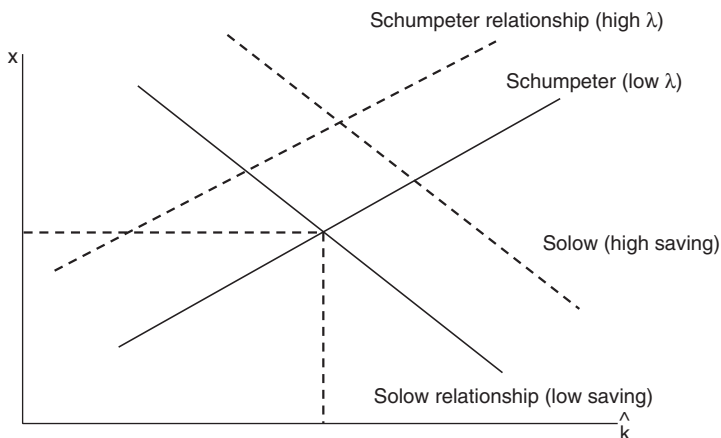 Schumpeter relationship (high λ)
x
Schumpeter (low λ)
Solow (high saving)
Solow relationship (low saving)
k̂